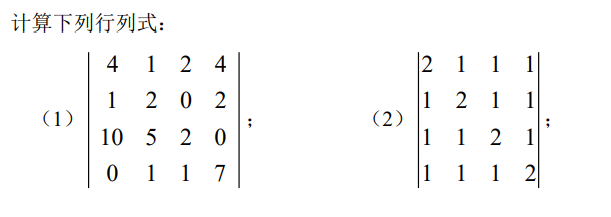 计算下列行列式：
（1） | 4 1 2 4 | ； （2） | 2 1 1 1 | ；
| 1 2 0 2 | | 1 2 1 1 |
| 10 5 2 0 | | 1 1 2 1 |
| 0 1 1 7 | | 1 1 1 2 |